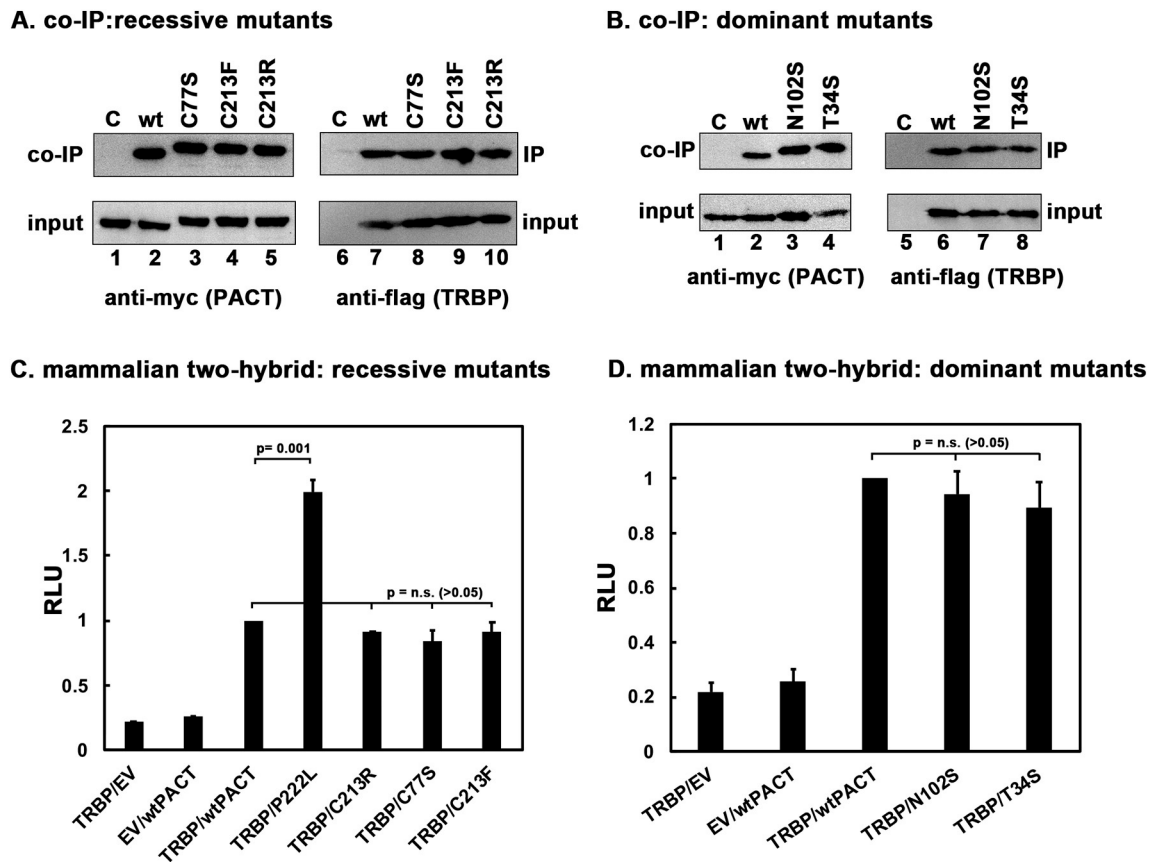 A. co-IP:recessive mutants
C wt C77S C213F C213R
C wt C77S C213F C213R
co-IP
IP
input
input
1 2 3 4 5
6 7 8 9 10
anti-myc (PACT)
anti-flag (TRBP)
B. co-IP: dominant mutants
C wt N102S T34S
C wt N102S T34S
co-IP
IP
input
input
1 2 3 4
5 6 7 8
anti-myc (PACT)
anti-flag (TRBP)
C. mammalian two-hybrid: recessive mutants
RLU
2.5
2
1.5
1
0.5
0
p= 0.001
p = n.s. (>0.05)
TRBP/EV
EV/wtPACT
TRBP/wtPACT
TRBP/P222L
TRBP/C213R
TRBP/C77S
TRBP/C213F
D. mammalian two-hybrid: dominant mutants
RLU
1.2
1
0.8
0.6
0.4
0.2
0
p = n.s. (>0.05)
TRBP/EV
EV/wtPACT
TRBP/wtPACT
TRBP/N102S
TRBP/T34S